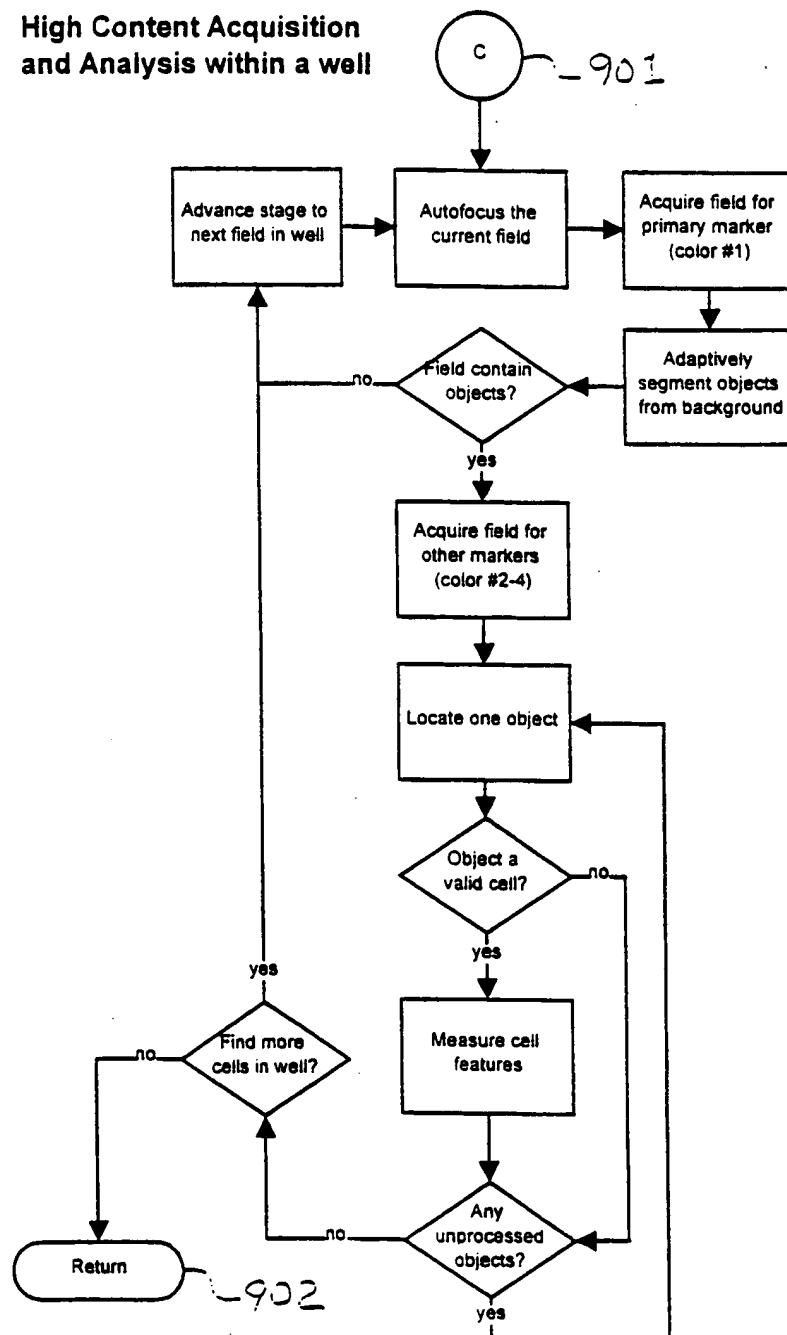 High Content Acquisition
and Analysis within a well
C
901
Advance stage to
next field in well
Autofocus the
current field
Acquire field for
primary marker
(color #1)
Adaptively
segment objects
from background
Field contain
objects?
no
yes
Acquire field for
other markers
(color #2-4)
Locate one object
Object a
valid cell?
no
yes
Measure cell
features
yes
Find more
cells in well?
no
Any
unprocessed
objects?
no
yes
Return
902